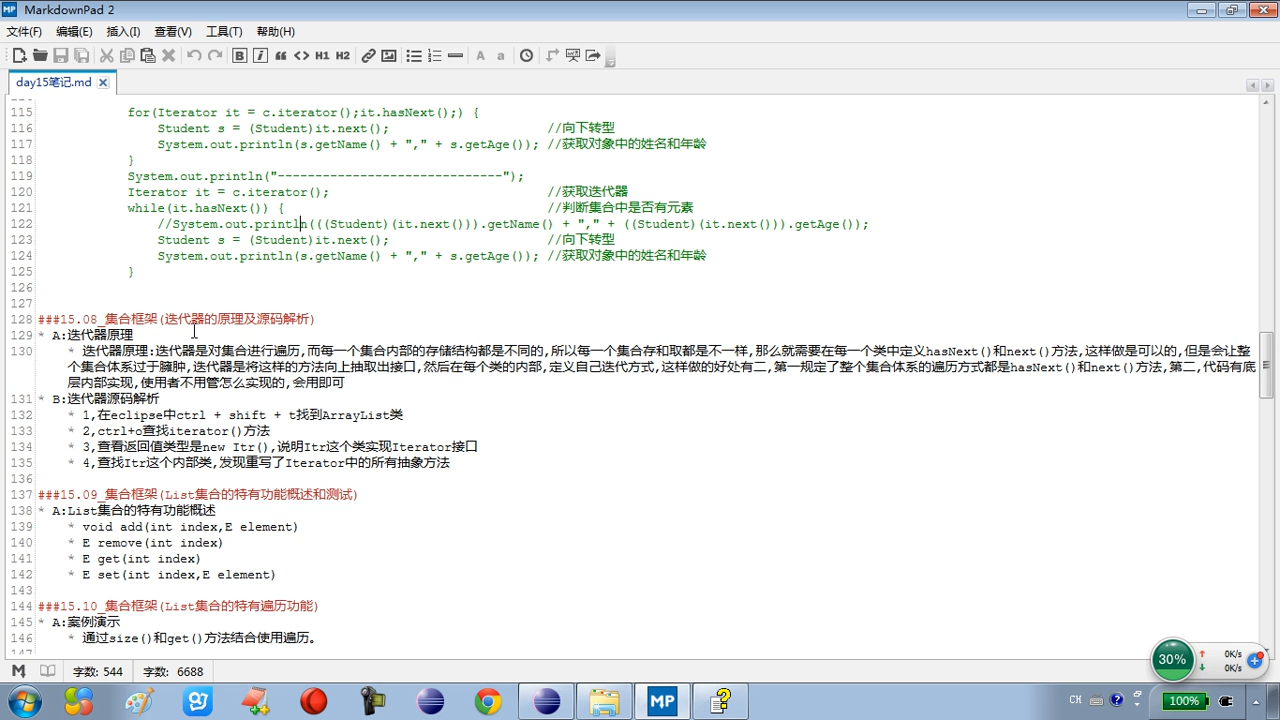 MarkdownPad 2
文件(F) 编辑(E) 插入(I) 查看(V) 工具(T) 帮助(H)
B I “ <> H1 H2 A a
day15笔记.md
115 for(Iterator it = c.iterator();it.hasNext();) {
116 Student s = (Student)it.next(); //向下转型
117 System.out.println(s.getName() + "," + s.getAge()); //获取对象中的姓名和年龄
118 }
119 System.out.println("------------------------------");
120 Iterator it = c.iterator(); //获取迭代器
121 while(it.hasNext()) { //判断集合中是否有元素
122 //System.out.println(((Student)(it.next())).getName() + "," + ((Student)(it.next())).getAge());
123 Student s = (Student)it.next(); //向下转型
124 System.out.println(s.getName() + "," + s.getAge()); //获取对象中的姓名和年龄
125 }
126
127
128 ###15.08_集合框架(迭代器的原理及源码解析)
129 * A:迭代器原理
130 * 迭代器原理:迭代器是对集合进行遍历,而每一个集合内部的存储结构都是不同的,所以每一个集合存和取都是不一样,那么就需要在每一个类中定义hasNext()和next()方法,这样做是可以的,但是会让整
个集合体系过于臃肿,迭代器是将这样的方法向上抽取出接口,然后在每个类的内部,定义自己迭代方式,这样做的好处有二,第一规定了整个集合体系的遍历方式都是hasNext()和next()方法,第二,代码有底
层内部实现,使用者不用管怎么实现的,会用即可
131 * B:迭代器源码解析
132 * 1,在eclipse中ctrl + shift + t找到ArrayList类
133 * 2,ctrl+o查找iterator()方法
134 * 3,查看返回值类型是new Itr(),说明Itr这个类实现Iterator接口
135 * 4,查找Itr这个内部类,发现重写了Iterator中的所有抽象方法
136
137 ###15.09_集合框架(List集合的特有功能概述和测试)
138 * A:List集合的特有功能概述
139 * void add(int index,E element)
140 * E remove(int index)
141 * E get(int index)
142 * E set(int index,E element)
143
144 ###15.10_集合框架(List集合的特有遍历功能)
145 * A:案例演示
146 * 通过size()和get()方法结合使用遍历。
字数: 544 字数: 6688
30% 0K/s
0K/s
MP CH 100%